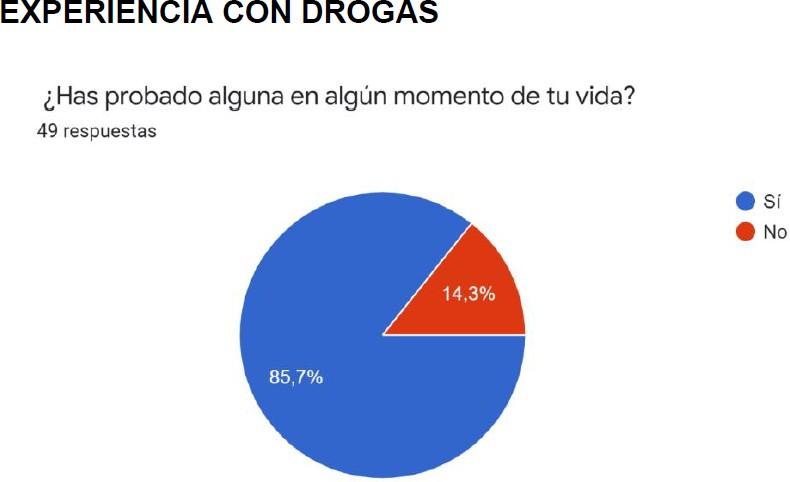 EXPERIENCIA CON DROGAS
¿Has probado alguna en algún momento de tu vida?
49 respuestas
Sí
No
14,3%
85,7%